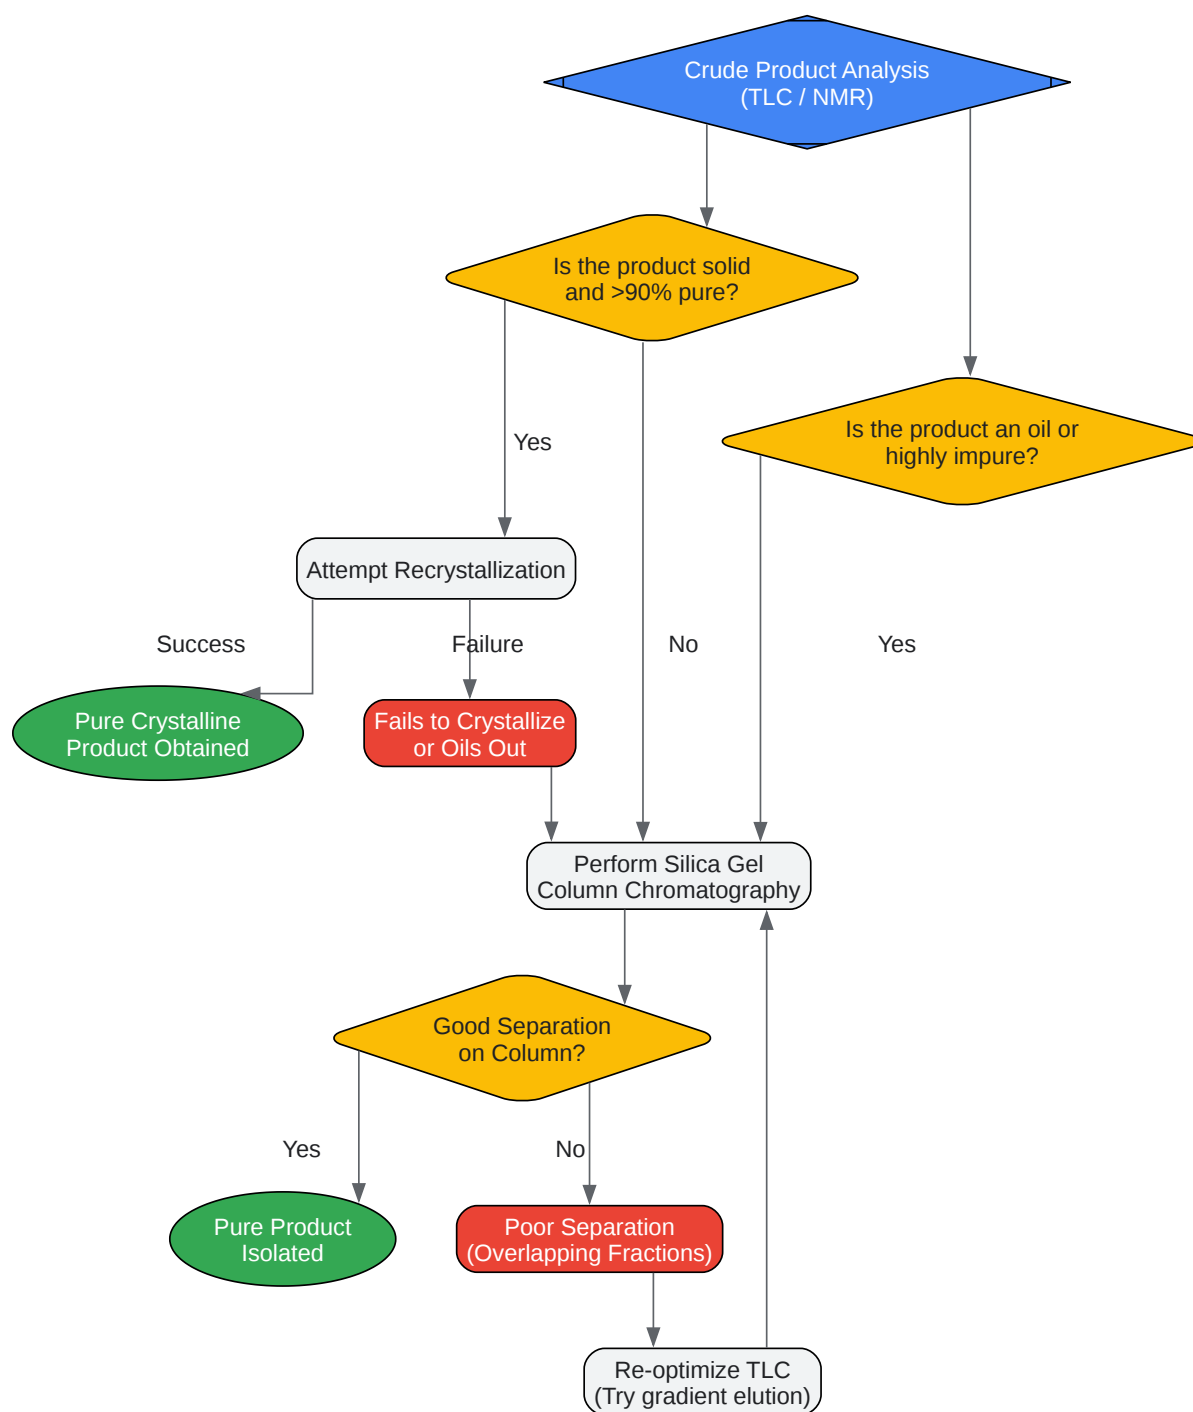 Crude Product Analysis
(TLC / NMR)
Is the product solid
and >90% pure?
Is the product an oil or
highly impure?
Yes
Attempt Recrystallization
Success
Failure
No
Yes
Pure Crystalline
Product Obtained
Fails to Crystallize
or Oils Out
Perform Silica Gel
Column Chromatography
Good Separation
on Column?
Yes
No
Pure Product
Isolated
Poor Separation
(Overlapping Fractions)
Re-optimize TLC
(Try gradient elution)